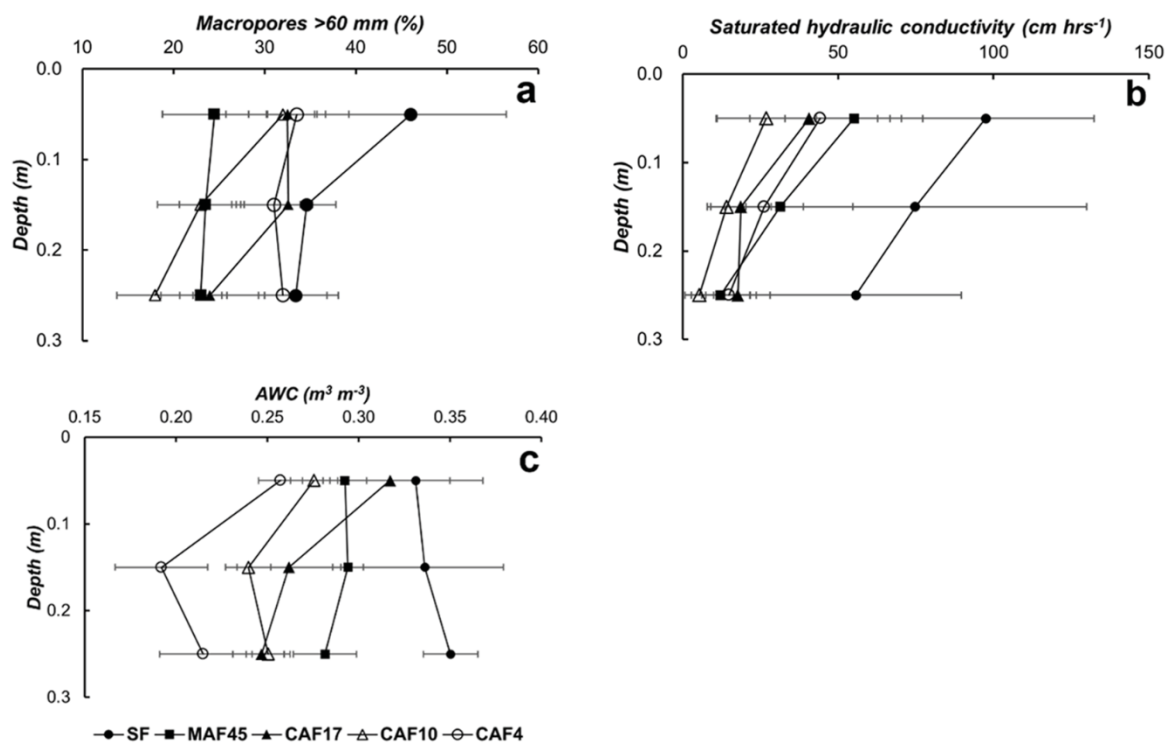 Macropores >60 mm (%)
10 20 30 40 50 60
0.0
0.1
0.2
0.3
Depth (m)
a
Saturated hydraulic conductivity (cm hrs⁻¹)
0 50 100 150
0.0
0.1
0.2
0.3
Depth (m)
b
AWC (m³ m⁻³)
0.15 0.20 0.25 0.30 0.35 0.40
0
0.1
0.2
0.3
Depth (m)
c
SF MAF45 CAF17 CAF10 CAF4